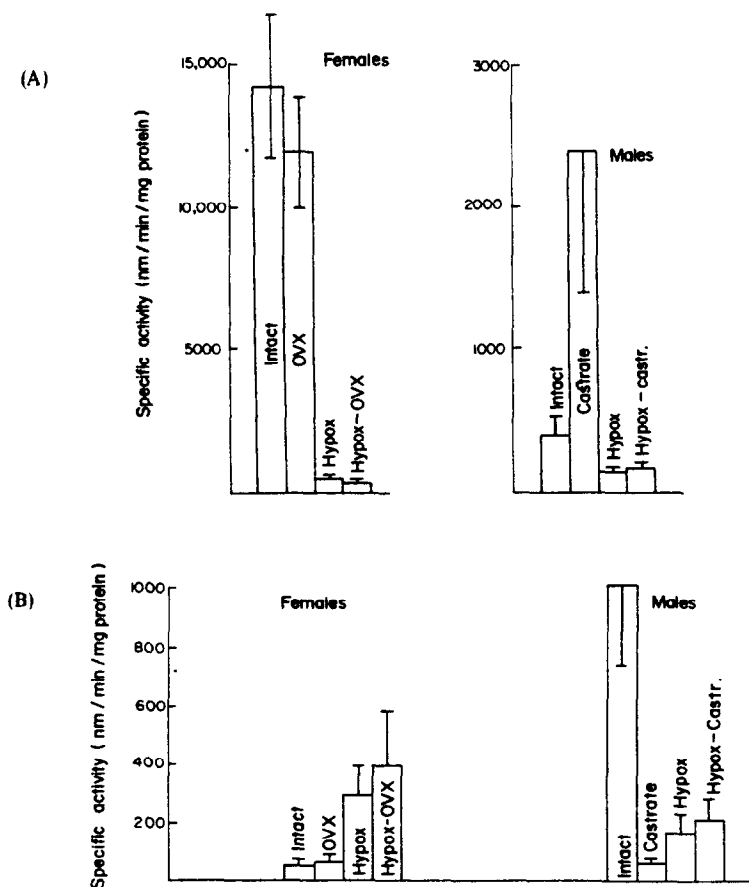 (A)
Specific activity (nm/min/mg protein)
15,000
10,000
5000
Females
Intact
OVX
Hypox
Hypox-OVX
3000
2000
1000
Males
Intact
Castrate
Hypox
Hypox-castr.
(B)
Specific activity (nm/min/mg protein)
1000
800
600
400
200
Females
Intact
OVX
Hypox
Hypox-OVX
Males
Intact
Castrate
Hypox
Hypox-Castr.